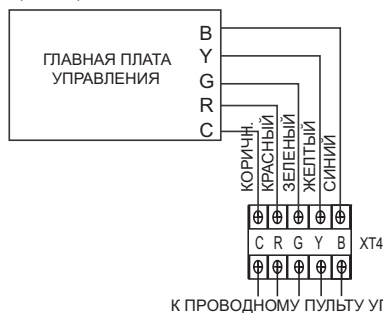 ГЛАВНАЯ ПЛАТА
УПРАВЛЕНИЯ
B
Y
G
R
C
КОРИЧН.
КРАСНЫЙ
ЗЕЛЕНЫЙ
ЖЕЛТЫЙ
СИНИЙ
C R G Y B XT4
К ПРОВОДНОМУ ПУЛЬТУ